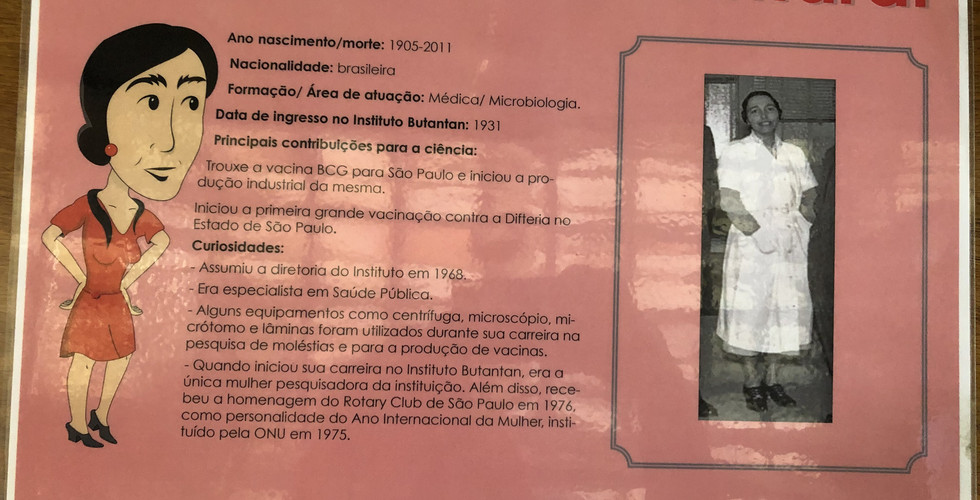 Ano nascimento/morte: 1905-2011
Nacionalidade: brasileira
Formação/ Área de atuação: Médica/ Microbiologia.
Data de ingresso no Instituto Butantan: 1931
Principais contribuições para a ciência:
Trouxe a vacina BCG para São Paulo e iniciou a pro-
dução industrial da mesma.
Iniciou a primeira grande vacinação contra a Difteria no
Estado de São Paulo.
Curiosidades:
- Assumiu a diretoria do Instituto em 1968.
- Era especialista em Saúde Pública.
- Alguns equipamentos como centrífuga, microscópio, mi-
crótomo e lâminas foram utilizados durante sua carreira na
pesquisa de moléstias e para a produção de vacinas.
- Quando iniciou sua carreira no Instituto Butantan, era a
única mulher pesquisadora da instituição. Além disso, rece-
beu a homenagem do Rotary Club de São Paulo em 1976,
como personalidade do Ano Internacional da Mulher, insti-
tuído pela ONU em 1975.